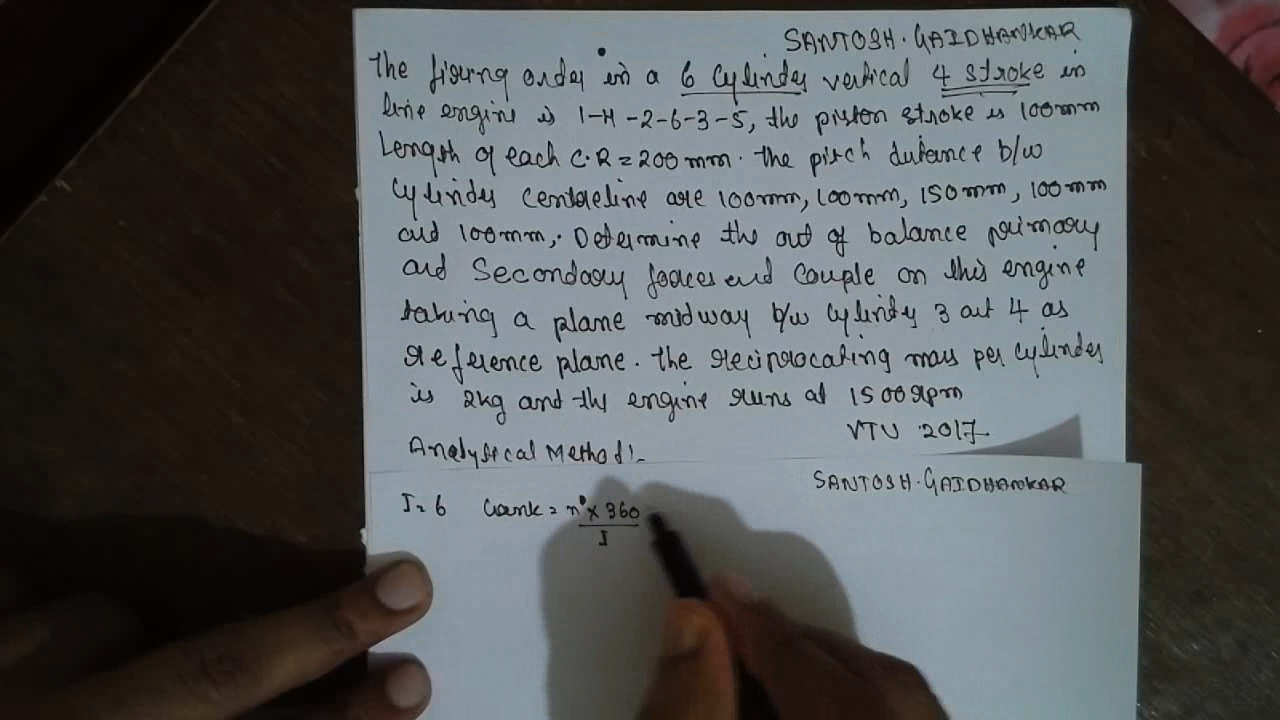 SANTOSH. GAIDHANKAR
The firing order in a 6 Cylinder vertical 4 stroke in
line engine is 1-4-2-6-3-5, the piston stroke is 100mm
Length of each C.R = 200 mm. The pitch distance b/w
Cylinder Centreline are 100mm, 100mm, 150mm, 100mm
and 100mm,. Determine the out of balance primary
and Secondary forces and Couple on this engine
taking a plane midway b/w Cylinder 3 and 4 as
reference plane. The reciprocating mass per Cylinder
is 2kg and the engine runs at 1500rpm
VTU 2017
Analytical Method:-
SANTOSH. GAIDHANKAR
I = 6 Crank = n × 360
I